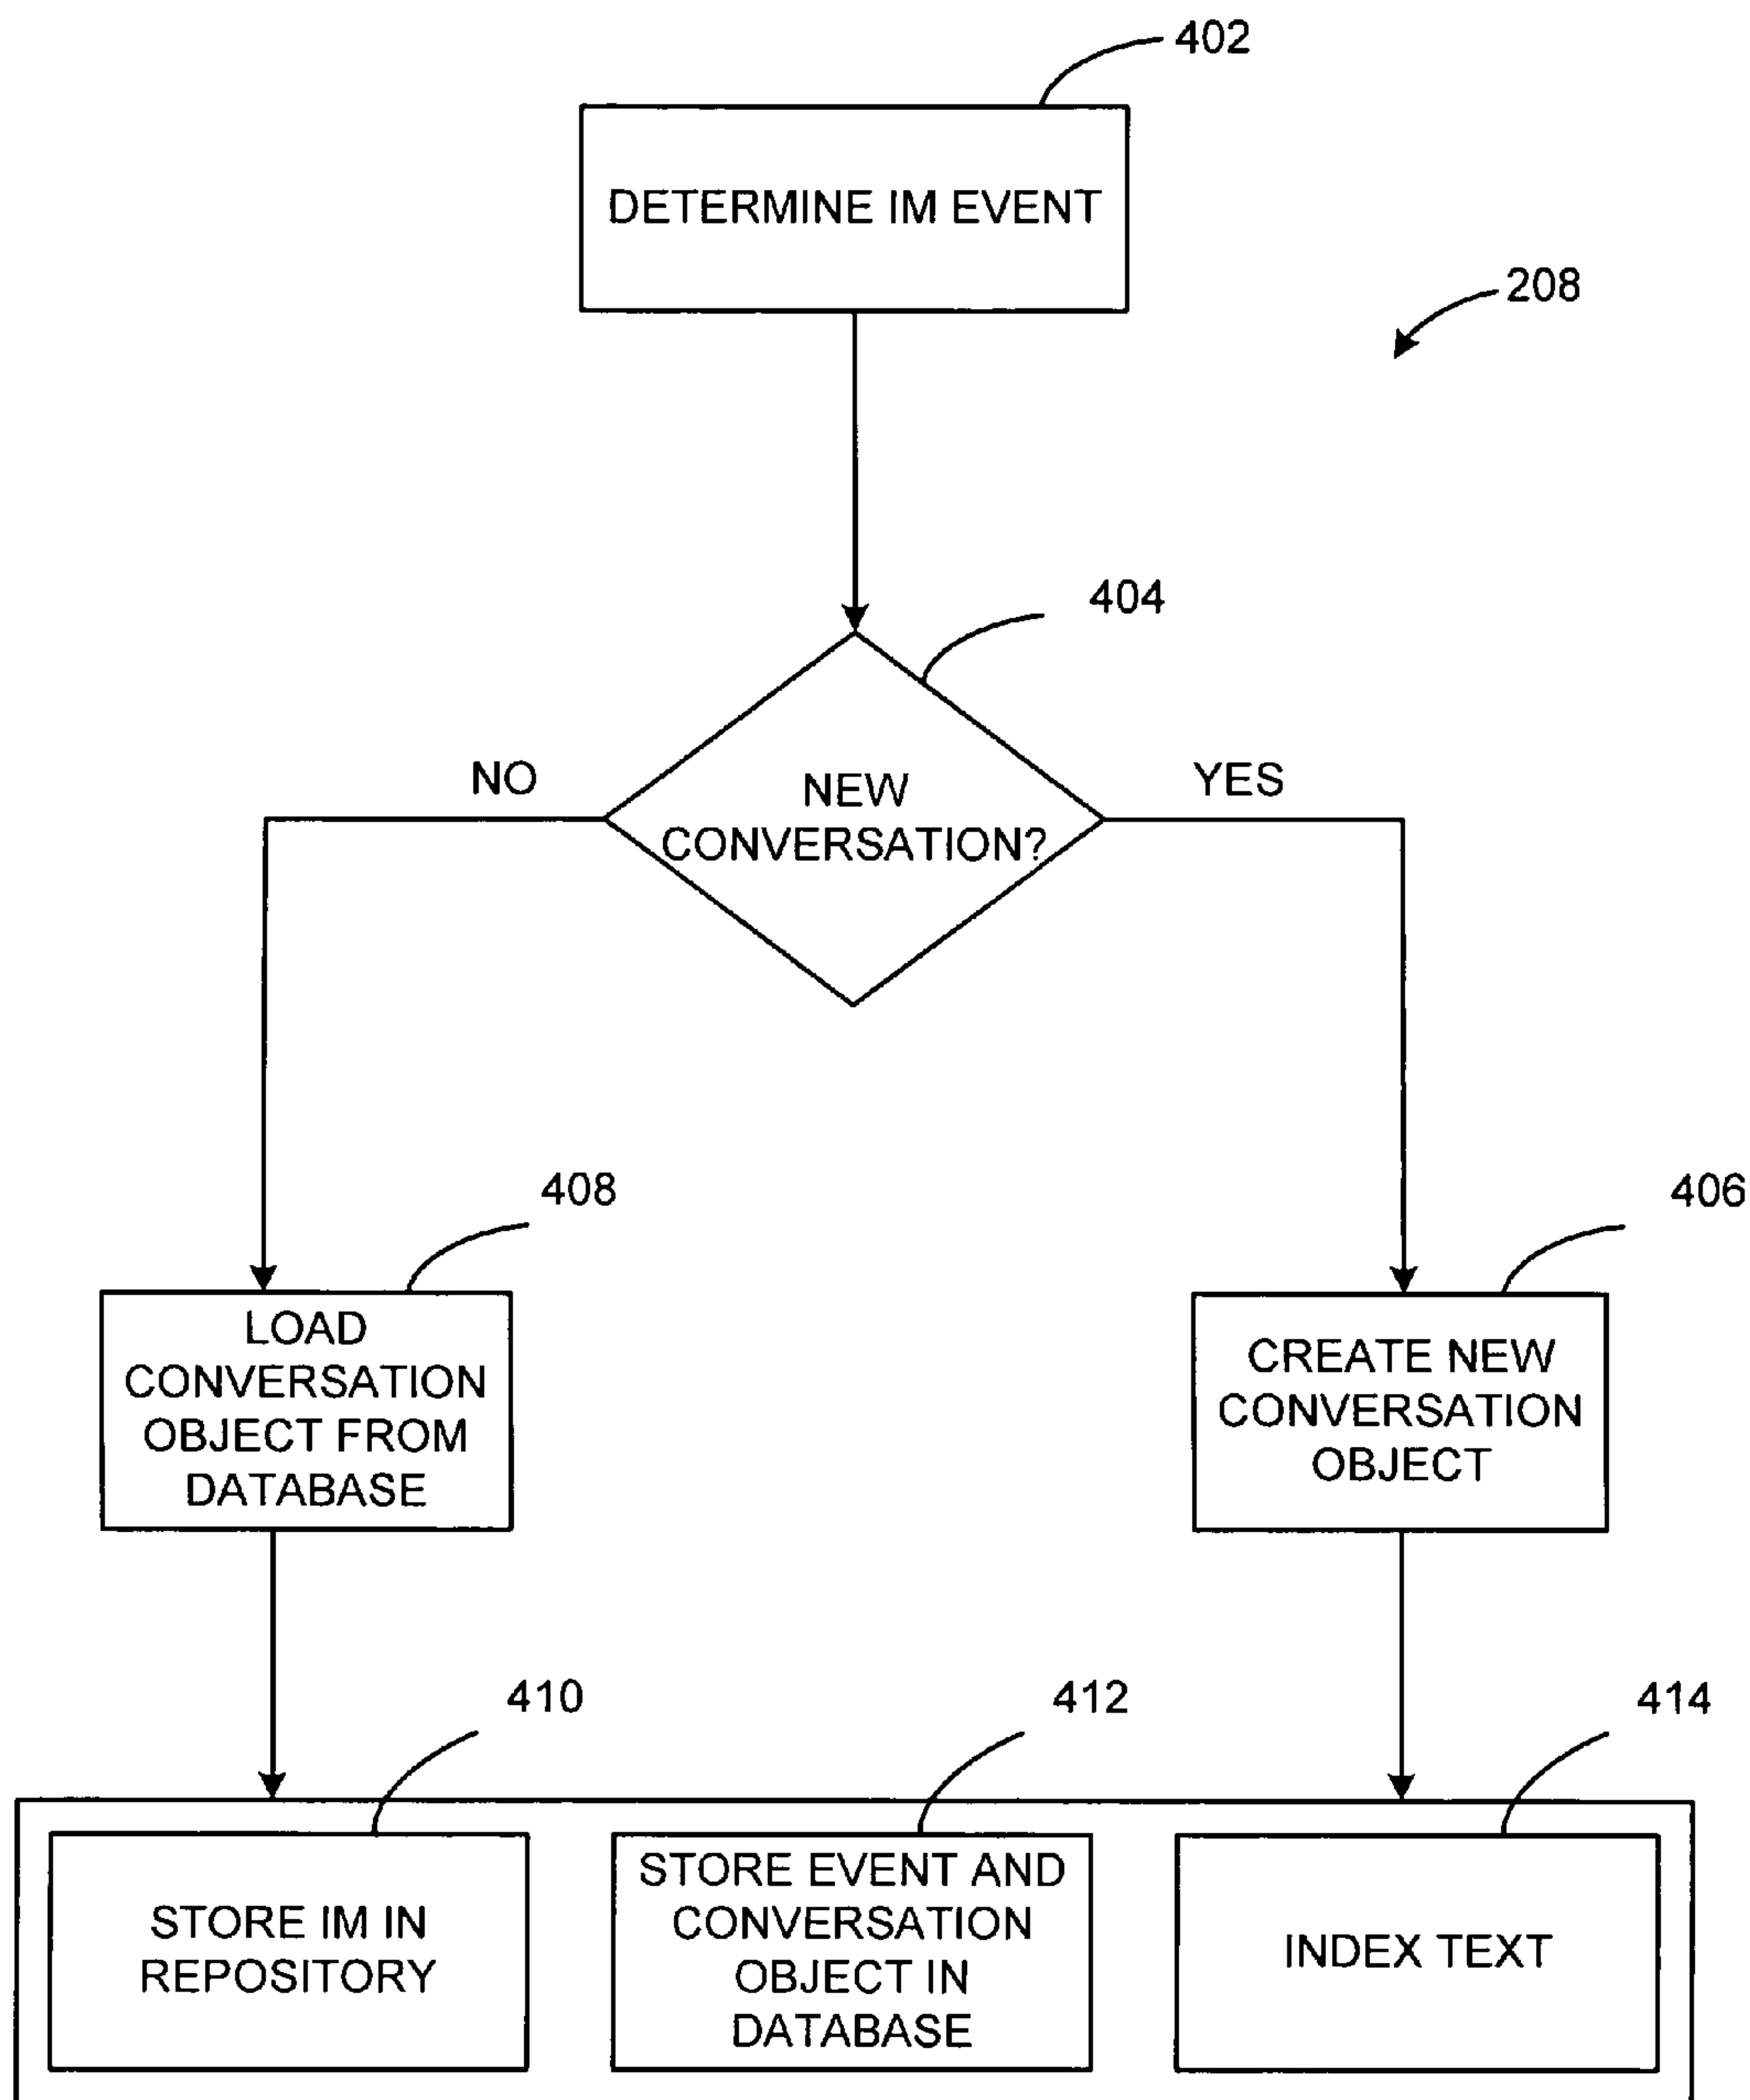 402
DETERMINE IM EVENT
208
404
NO
NEW
CONVERSATION?
YES
408
406
LOAD
CONVERSATION
OBJECT FROM
DATABASE
CREATE NEW
CONVERSATION
OBJECT
410
412
414
STORE IM IN
REPOSITORY
STORE EVENT AND
CONVERSATION
OBJECT IN
DATABASE
INDEX TEXT